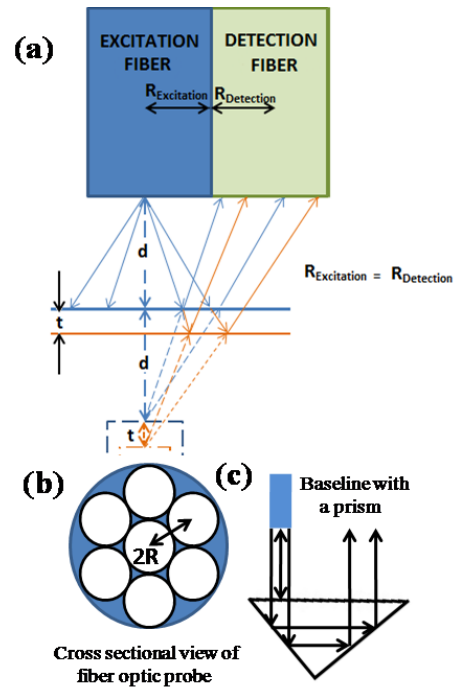 (a)
EXCITATION
FIBER
DETECTION
FIBER
RExcitation
RDetection
d
RExcitation = RDetection
t
d
t
(b)
(c)
Baseline with
a prism
2R
Cross sectional view of
fiber optic probe